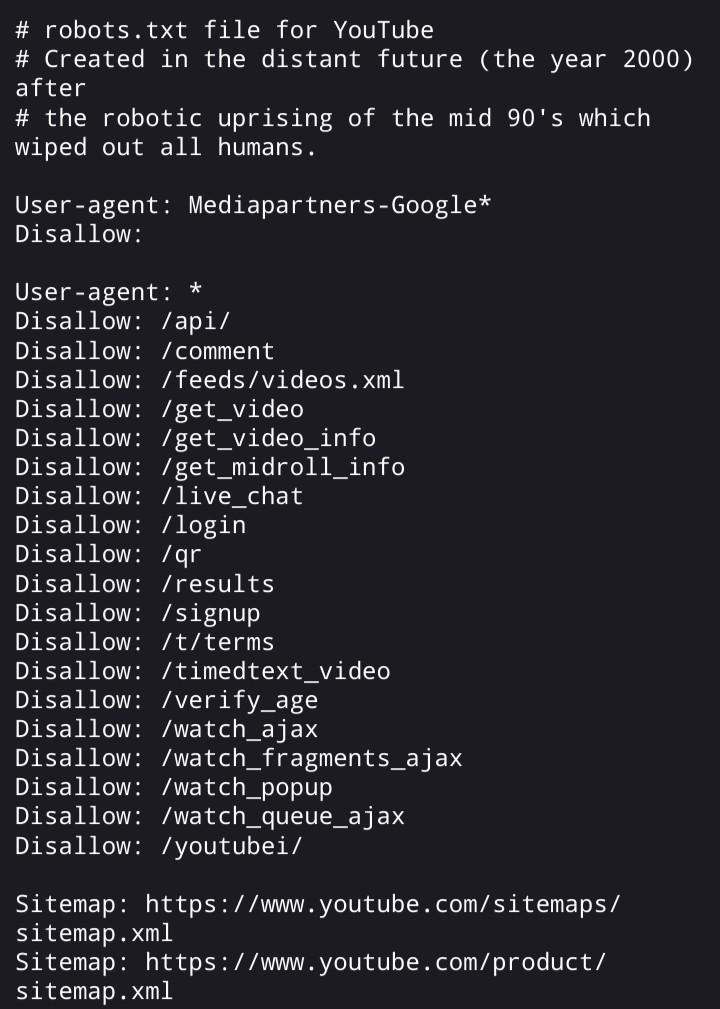 # robots.txt file for YouTube
# Created in the distant future (the year 2000)
after
# the robotic uprising of the mid 90's which
wiped out all humans.
User-agent: Mediapartners-Google*
Disallow:
User-agent: *
Disallow: /api/
Disallow: /comment
Disallow: /feeds/videos.xml
Disallow: /get_video
Disallow: /get_video_info
Disallow: /get_midroll_info
Disallow: /live_chat
Disallow: /login
Disallow: /qr
Disallow: /results
Disallow: /signup
Disallow: /t/terms
Disallow: /timedtext_video
Disallow: /verify_age
Disallow: /watch_ajax
Disallow: /watch_fragments_ajax
Disallow: /watch_popup
Disallow: /watch_queue_ajax
Disallow: /youtubei/
Sitemap: https://www.youtube.com/sitemaps/
sitemap.xml
Sitemap: https://www.youtube.com/product/
sitemap.xml